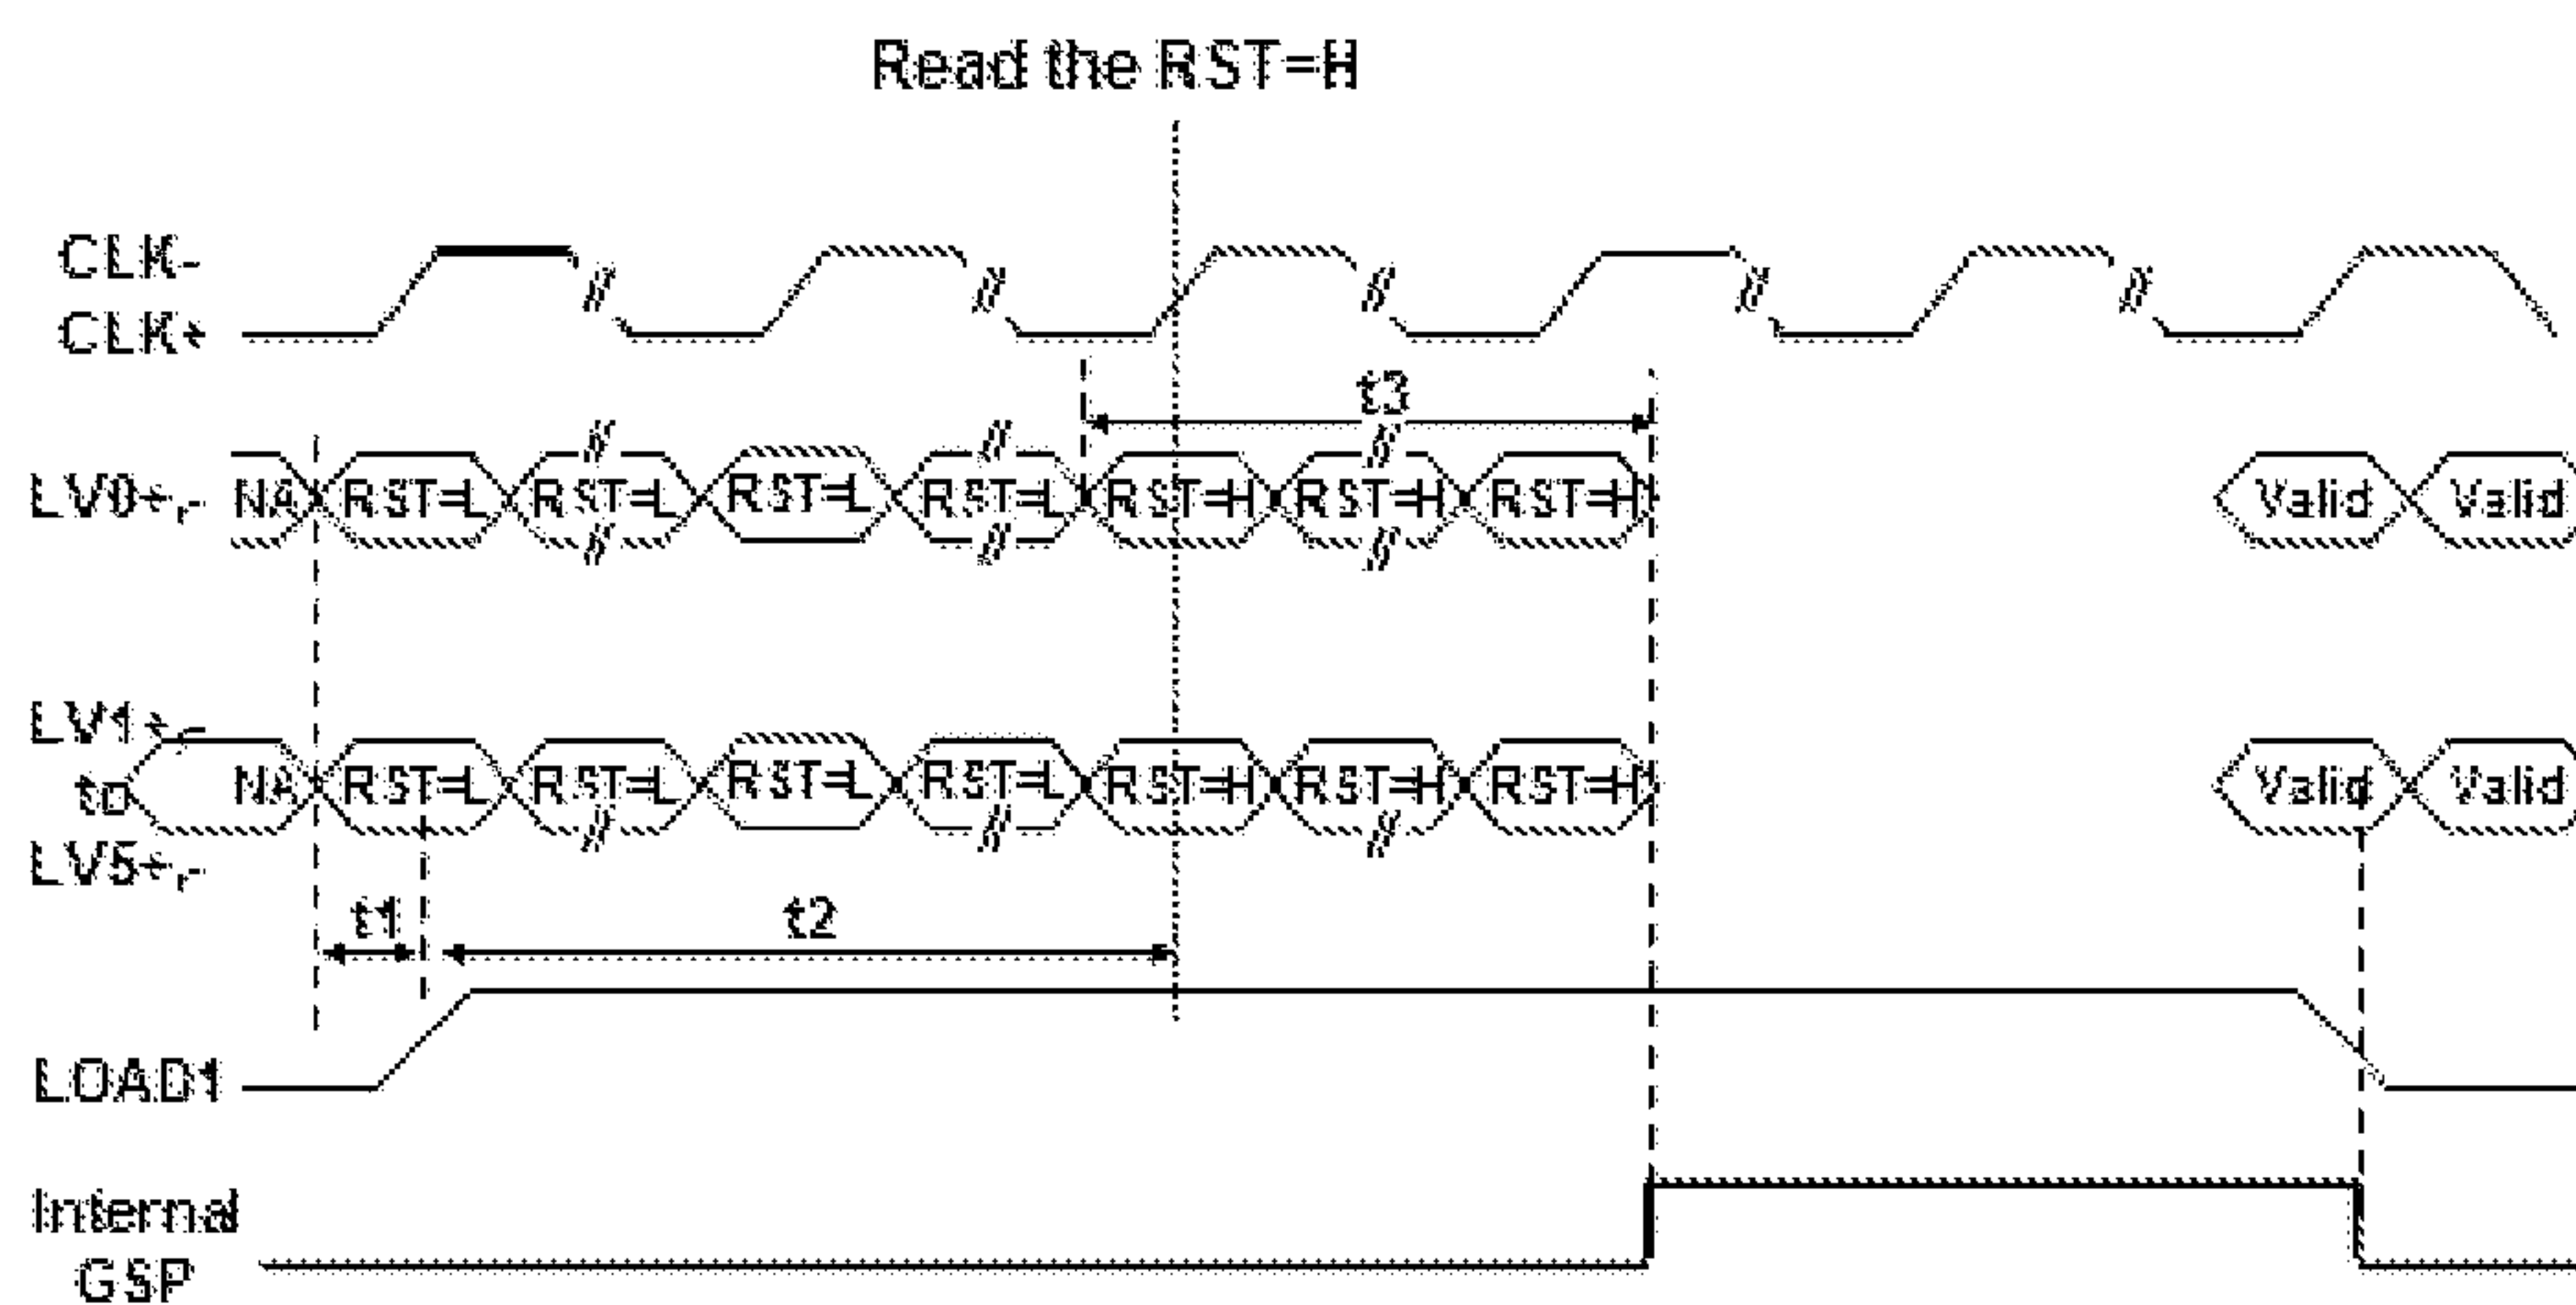 Read the RST=H
CLK-
CLK+
t3
LV0+,- NA RST=L RST=L RST=L RST=L RST=H RST=H RST=H Valid Valid
LV1+,-
to NA RST=L RST=L RST=L RST=L RST=H RST=H RST=H Valid Valid
LV5+,-
t1 t2
LOAD1
Internal
GSP